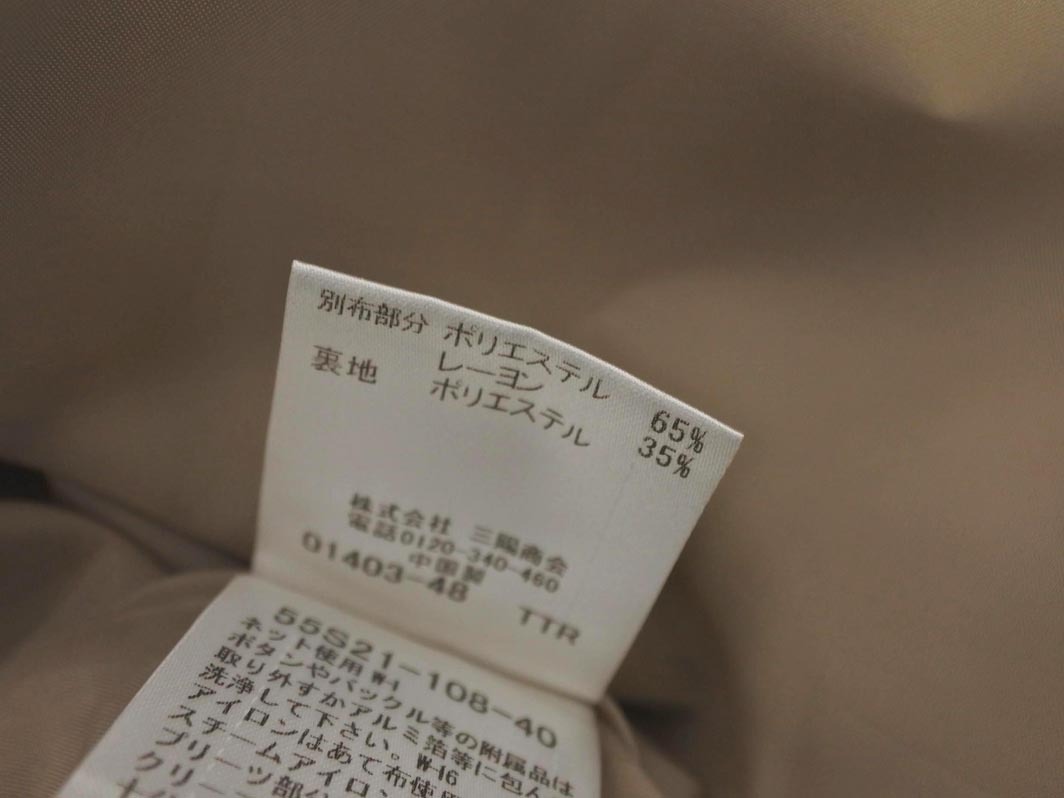 別布部分 ポリエステル 65%
レーヨン 35%
裏地 ポリエステル
株式会社 三陽商会
電話0120-340-460
中国製
01403-48 TTR
55S21-108-40
ネット使用 W-1
ボタンやバックル等の附属品は
取り外すかアルミ箔等に包ん
洗浄して下さい。W-16
アイロンはあて布使用
スチームアイロン
プリーツ部分
クリー